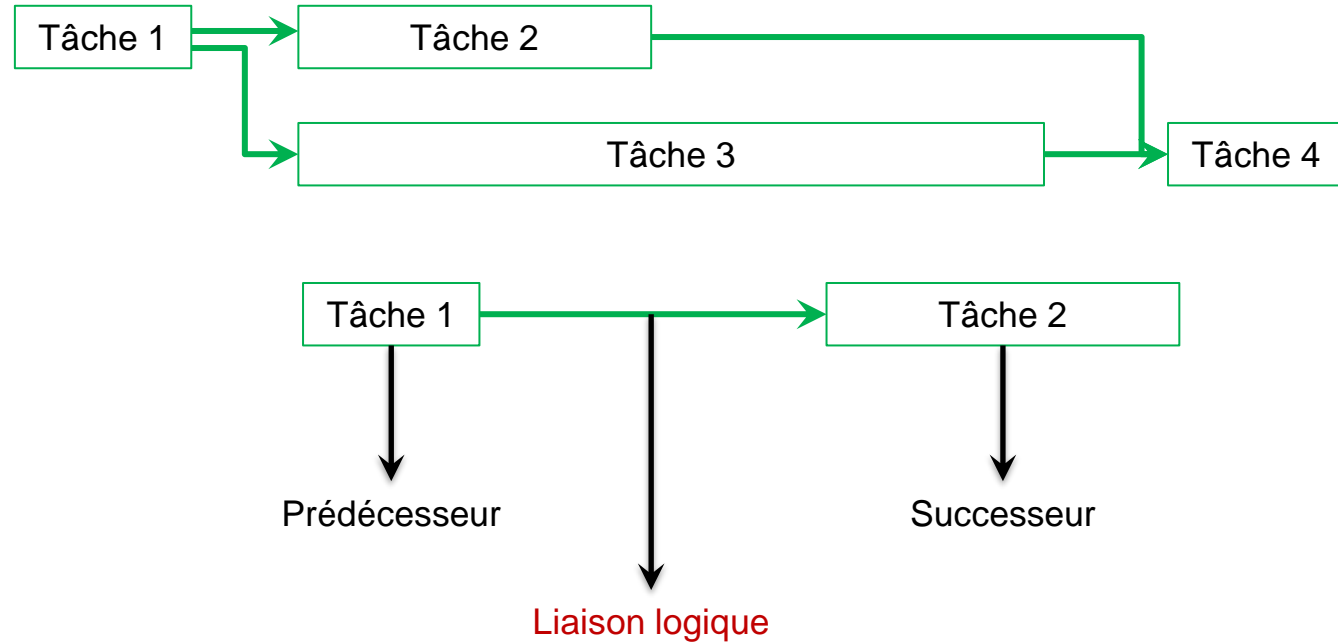 Tâche 1
Tâche 2
Tâche 3
Tâche 4
Tâche 1
Tâche 2
Prédécesseur
Successeur
Liaison logique